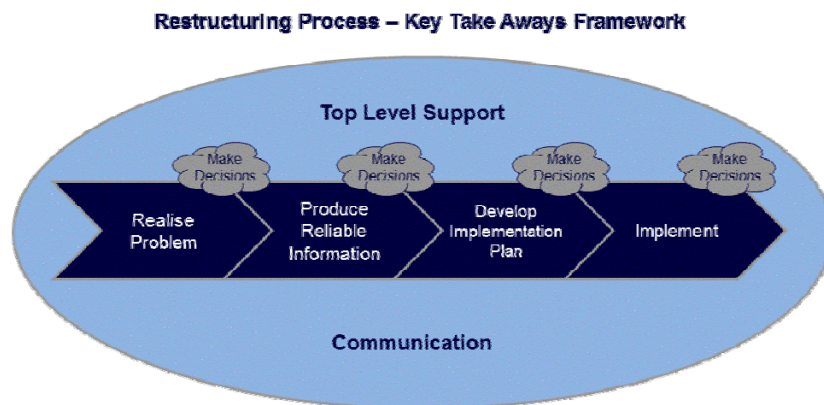 Restructuring Process – Key Take Aways Framework
Top Level Support
Make
Decisions
Make
Decisions
Make
Decisions
Make
Decisions
Realise
Problem
Produce
Reliable
Information
Develop
Implementation
Plan
Implement
Communication